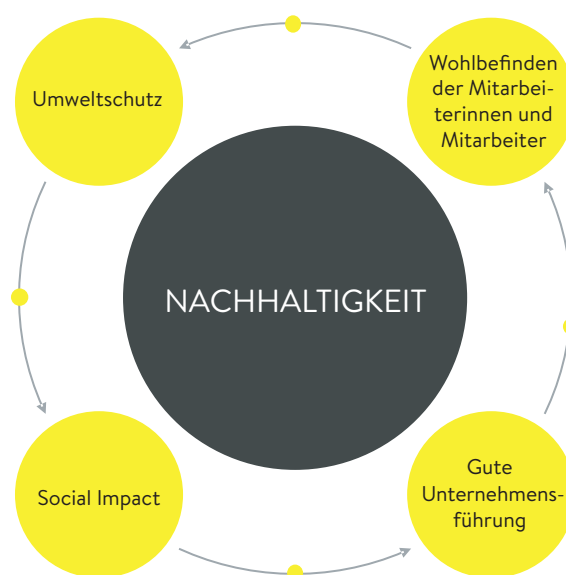 Umweltschutz
Wohlbefinden
der Mitarbei-
terinnen und
Mitarbeiter
NACHHALTIGKEIT
Social Impact
Gute
Unternehmens-
führung